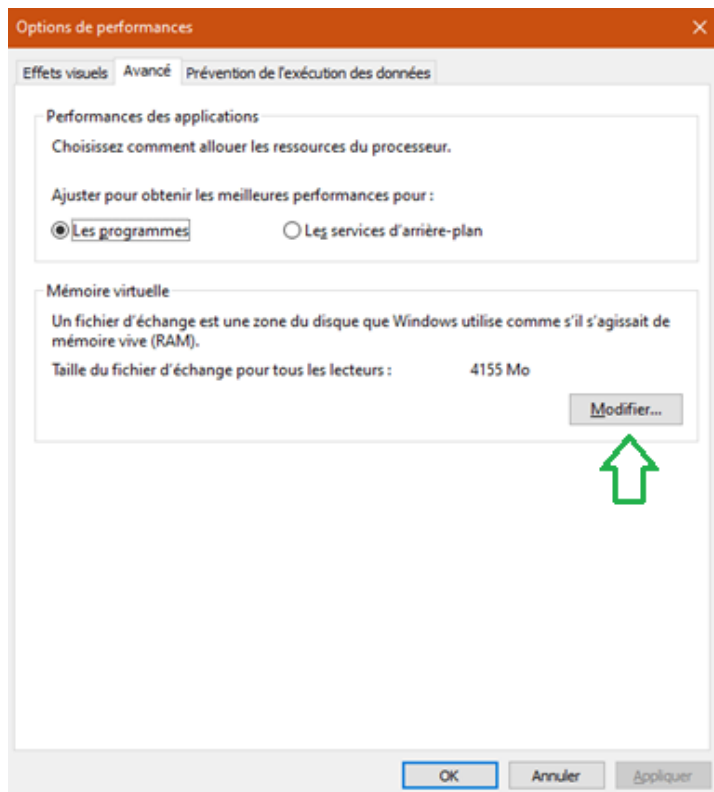 Options de performances
Effets visuels Avancé Prévention de l'exécution des données
Performances des applications
Choisissez comment allouer les ressources du processeur.
Ajuster pour obtenir les meilleures performances pour :
Les programmes Les services d'arrière-plan
Mémoire virtuelle
Un fichier d'échange est une zone du disque que Windows utilise comme s'il s'agissait de
mémoire vive (RAM).
Taille du fichier d'échange pour tous les lecteurs : 4155 Mo
Modifier...
OK Annuler Appliquer